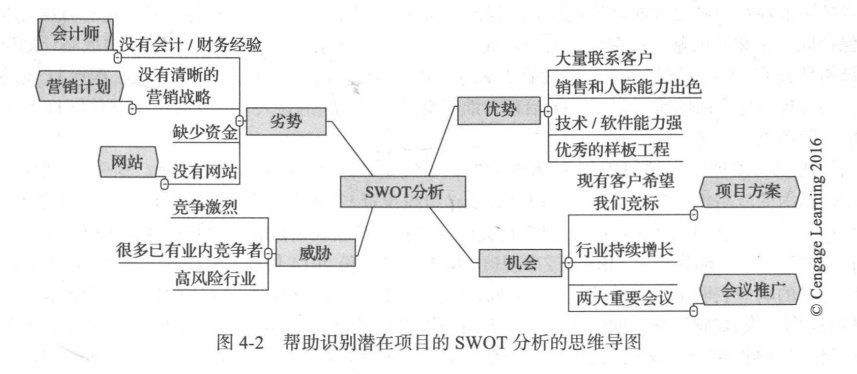 会计师
没有会计 / 财务经验
营销计划
没有清晰的
营销战略
缺少资金
网站
没有网站
劣势
竞争激烈
很多已有业内竞争者
高风险行业
威胁
SWOT分析
优势
大量联系客户
销售和人际能力出色
技术 / 软件能力强
优秀的样板工程
机会
现有客户希望
我们竞标
项目方案
行业持续增长
两大重要会议
会议推广
© Cengage Learning 2016
图 4-2 帮助识别潜在项目的 SWOT 分析的思维导图